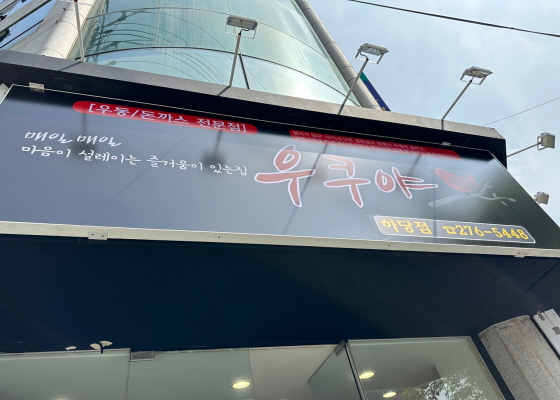 [우동/돈까스 전문점]
매일매일
마음이 설레이는 즐거움이 있는집
우쿠야
하당점 ☎276-5448